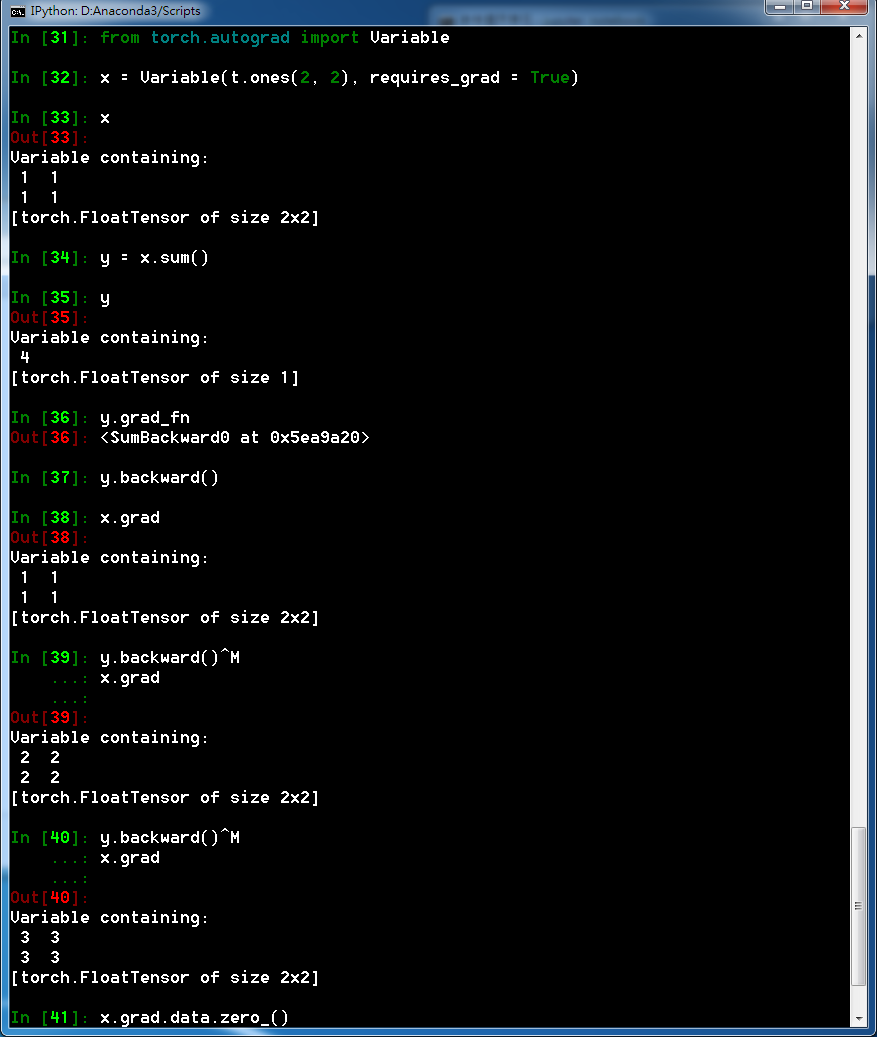 IPython: D:Anaconda3/Scripts
In [31]: from torch.autograd import Variable
In [32]: x = Variable(t.ones(2, 2), requires_grad = True)
In [33]: x
Out[33]:
Variable containing:
 1  1
 1  1
[torch.FloatTensor of size 2x2]
In [34]: y = x.sum()
In [35]: y
Out[35]:
Variable containing:
 4
[torch.FloatTensor of size 1]
In [36]: y.grad_fn
Out[36]: <SumBackward0 at 0x5ea9a20>
In [37]: y.backward()
In [38]: x.grad
Out[38]:
Variable containing:
 1  1
 1  1
[torch.FloatTensor of size 2x2]
In [39]: y.backward()^M
    ...: x.grad
    ...:
Out[39]:
Variable containing:
 2  2
 2  2
[torch.FloatTensor of size 2x2]
In [40]: y.backward()^M
    ...: x.grad
    ...:
Out[40]:
Variable containing:
 3  3
 3  3
[torch.FloatTensor of size 2x2]
In [41]: x.grad.data.zero_()